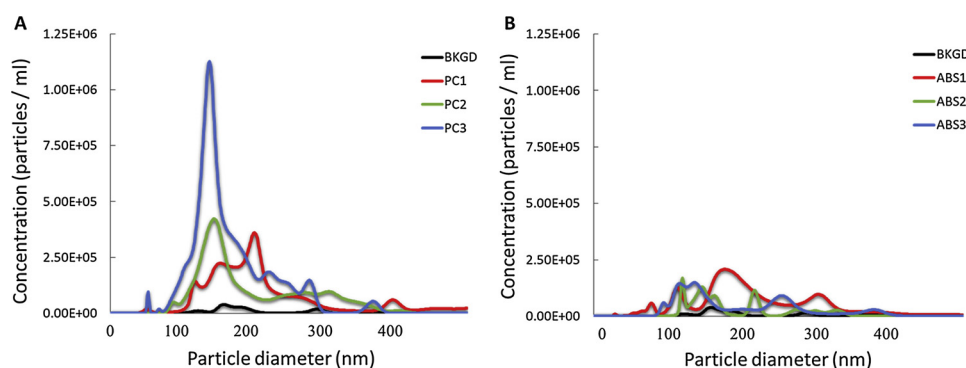 A
Concentration (particles / ml)
1.25E+06
1.00E+06
7.50E+05
5.00E+05
2.50E+05
0.00E+00
0 100 200 300 400
Particle diameter (nm)
BKGD
PC1
PC2
PC3
B
Concentration (particles / ml)
1.25E+06
1.00E+06
7.50E+05
5.00E+05
2.50E+05
0.00E+00
0 100 200 300 400
Particle diameter (nm)
BKGD
ABS1
ABS2
ABS3